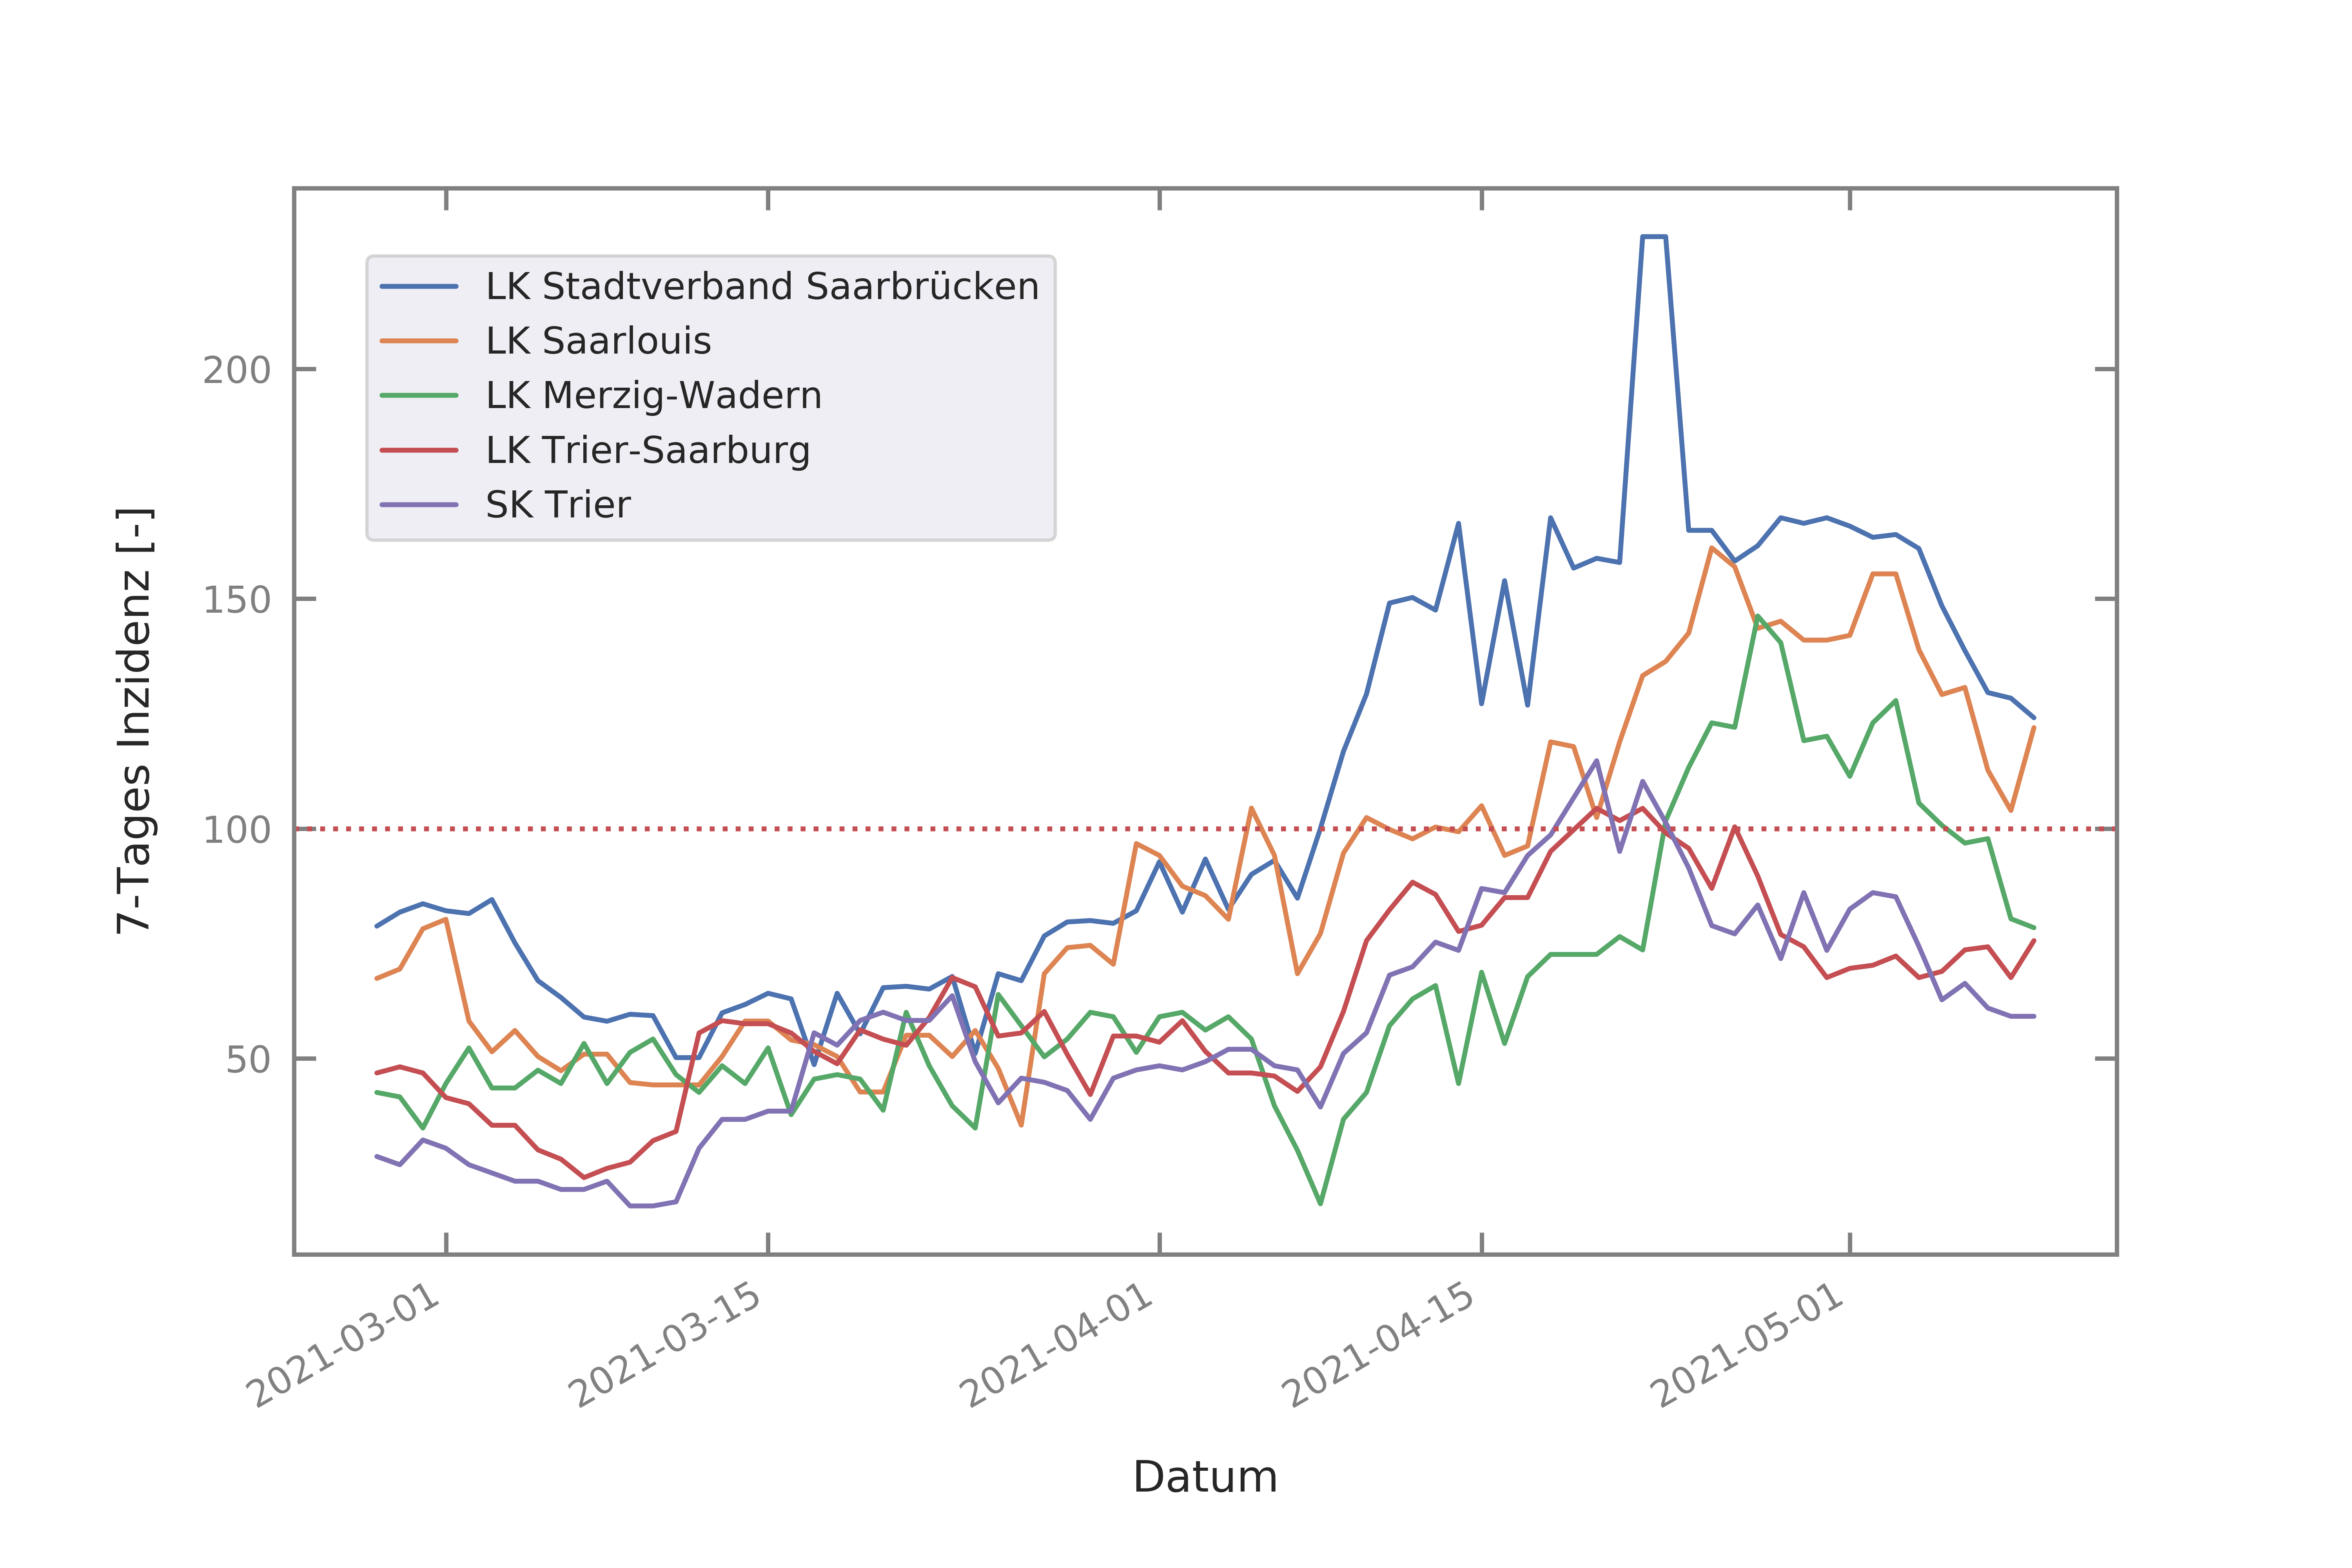 LK Stadtverband Saarbrücken
LK Saarlouis
LK Merzig-Wadern
LK Trier-Saarburg
SK Trier
7-Tages Inzidenz [-]
200
150
100
50
2021-03-01
2021-03-15
2021-04-01
2021-04-15
2021-05-01
Datum